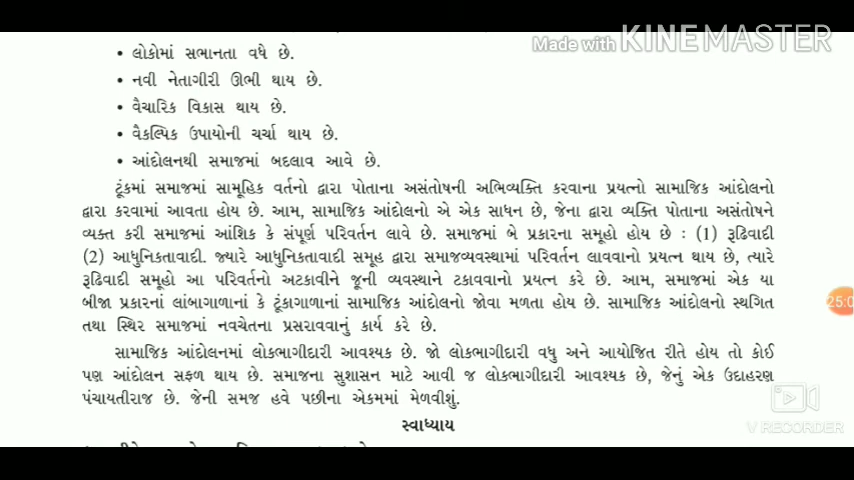 Made with KINEMASTER
• લોકોમાં સભાનતા વધે છે.
• નવી નેતાગીરી ઊભી થાય છે.
• વૈચારિક વિકાસ થાય છે.
• વૈકલ્પિક ઉપાયોની ચર્ચા થાય છે.
• આંદોલનથી સમાજમાં બદલાવ આવે છે.
ટૂંકમાં સમાજમાં સામૂહિક વર્તનો દ્વારા પોતાના અસંતોષની અભિવ્યક્તિ કરવાના પ્રયત્નો સામાજિક આંદોલનો
દ્વારા કરવામાં આવતા હોય છે. આમ, સામાજિક આંદોલનો એ એક સાધન છે, જેના દ્વારા વ્યક્તિ પોતાના અસંતોષને
વ્યક્ત કરી સમાજમાં આંશિક કે સંપૂર્ણ પરિવર્તન લાવે છે. સમાજમાં બે પ્રકારના સમૂહો હોય છે : (1) રૂઢિવાદી
(2) આધુનિકતાવાદી. જ્યારે આધુનિકતાવાદી સમૂહ દ્વારા સમાજવ્યવસ્થામાં પરિવર્તન લાવવાનો પ્રયત્ન થાય છે, ત્યારે
રૂઢિવાદી સમૂહો આ પરિવર્તનો અટકાવીને જૂની વ્યવસ્થાને ટકાવવાનો પ્રયત્ન કરે છે. આમ, સમાજમાં એક યા
બીજા પ્રકારનાં લાંબાગાળાનાં કે ટૂંકાગાળાનાં સામાજિક આંદોલનો જોવા મળતા હોય છે. સામાજિક આંદોલનો સ્થગિત
તથા સ્થિર સમાજમાં નવચેતના પ્રસરાવવાનું કાર્ય કરે છે.
સામાજિક આંદોલનમાં લોકભાગીદારી આવશ્યક છે. જો લોકભાગીદારી વધુ અને આયોજિત રીતે હોય તો કોઈ
પણ આંદોલન સફળ થાય છે. સમાજના સુશાસન માટે આવી જ લોકભાગીદારી આવશ્યક છે, જેનું એક ઉદાહરણ
પંચાયતીરાજ છે. જેની સમજ હવે પછીના એકમમાં મેળવીશું.
સ્વાધ્યાય
25:0
V RECORDER